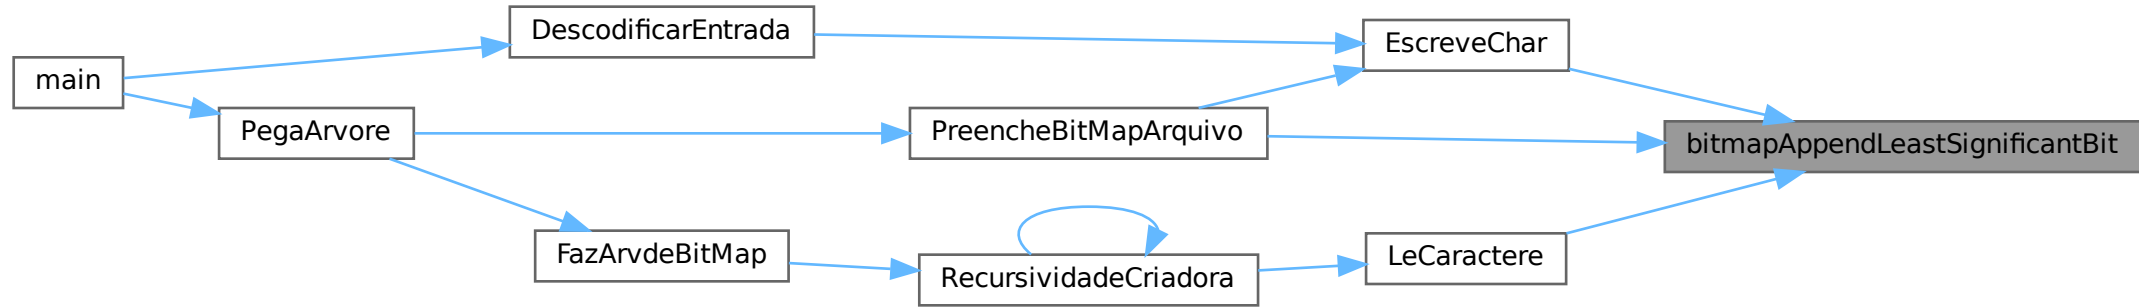 main
DescodificarEntrada
PegaArvore
EscreveChar
PreencheBitMapArquivo
bitmapAppendLeastSignificantBit
FazArvdeBitMap
RecursividadeCriadora
LeCaractere